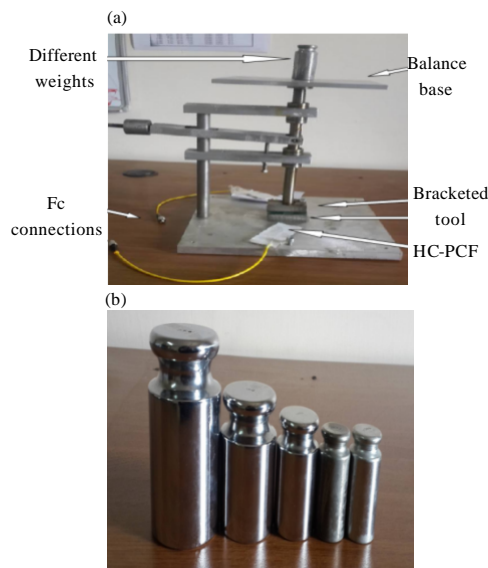 (a)
Different
weights
Balance
base
Fc
connections
Bracketed
tool
HC-PCF
(b)